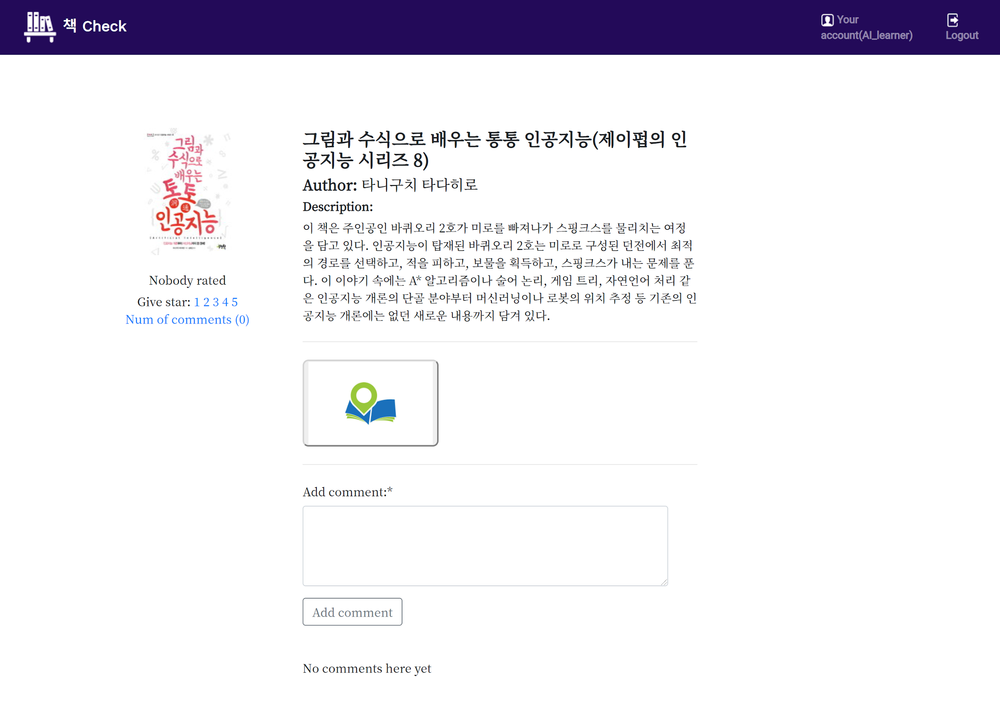 책 Check
Your
account(AI_learner)
Logout
그림과
수식으로
배우는
통통
인공지능
[Artificial Intelligence]
Nobody rated
Give star: 1 2 3 4 5
Num of comments (0)
그림과 수식으로 배우는 통통 인공지능(제이펍의 인
공지능 시리즈 8)
Author: 타니구치 타다히로
Description:
이 책은 주인공인 바퀴오리 2호가 미로를 빠져나가 스핑크스를 물리치는 여정
을 담고 있다. 인공지능이 탑재된 바퀴오리 2호는 미로로 구성된 던전에서 최적
의 경로를 선택하고, 적을 피하고, 보물을 획득하고, 스핑크스가 내는 문제를 푼
다. 이 이야기 속에는 A* 알고리즘이나 술어 논리, 게임 트리, 자연언어 처리 같
은 인공지능 개론의 단골 분야부터 머신러닝이나 로봇의 위치 추정 등 기존의 인
공지능 개론에는 없던 새로운 내용까지 담겨 있다.
Add comment:*
Add comment
No comments here yet